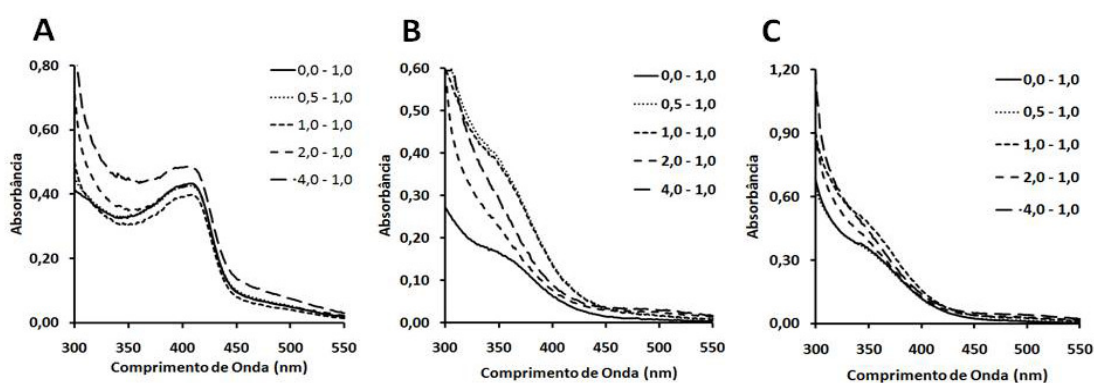 A
0,80
0,60
0,40
0,20
0,00
Absorbância
300 350 400 450 500 550
Comprimento de Onda (nm)
0,0 - 1,0
0,5 - 1,0
1,0 - 1,0
2,0 - 1,0
-4,0 - 1,0
B
0,60
0,50
0,40
0,30
0,20
0,10
0,00
Absorbância
300 350 400 450 500 550
Comprimento de Onda (nm)
0,0 - 1,0
0,5 - 1,0
1,0 - 1,0
2,0 - 1,0
4,0 - 1,0
C
1,20
0,90
0,60
0,30
0,00
Absorbância
300 350 400 450 500 550
Comprimento de Onda (nm)
0,0 - 1,0
0,5 - 1,0
1,0 - 1,0
2,0 - 1,0
-4,0 - 1,0